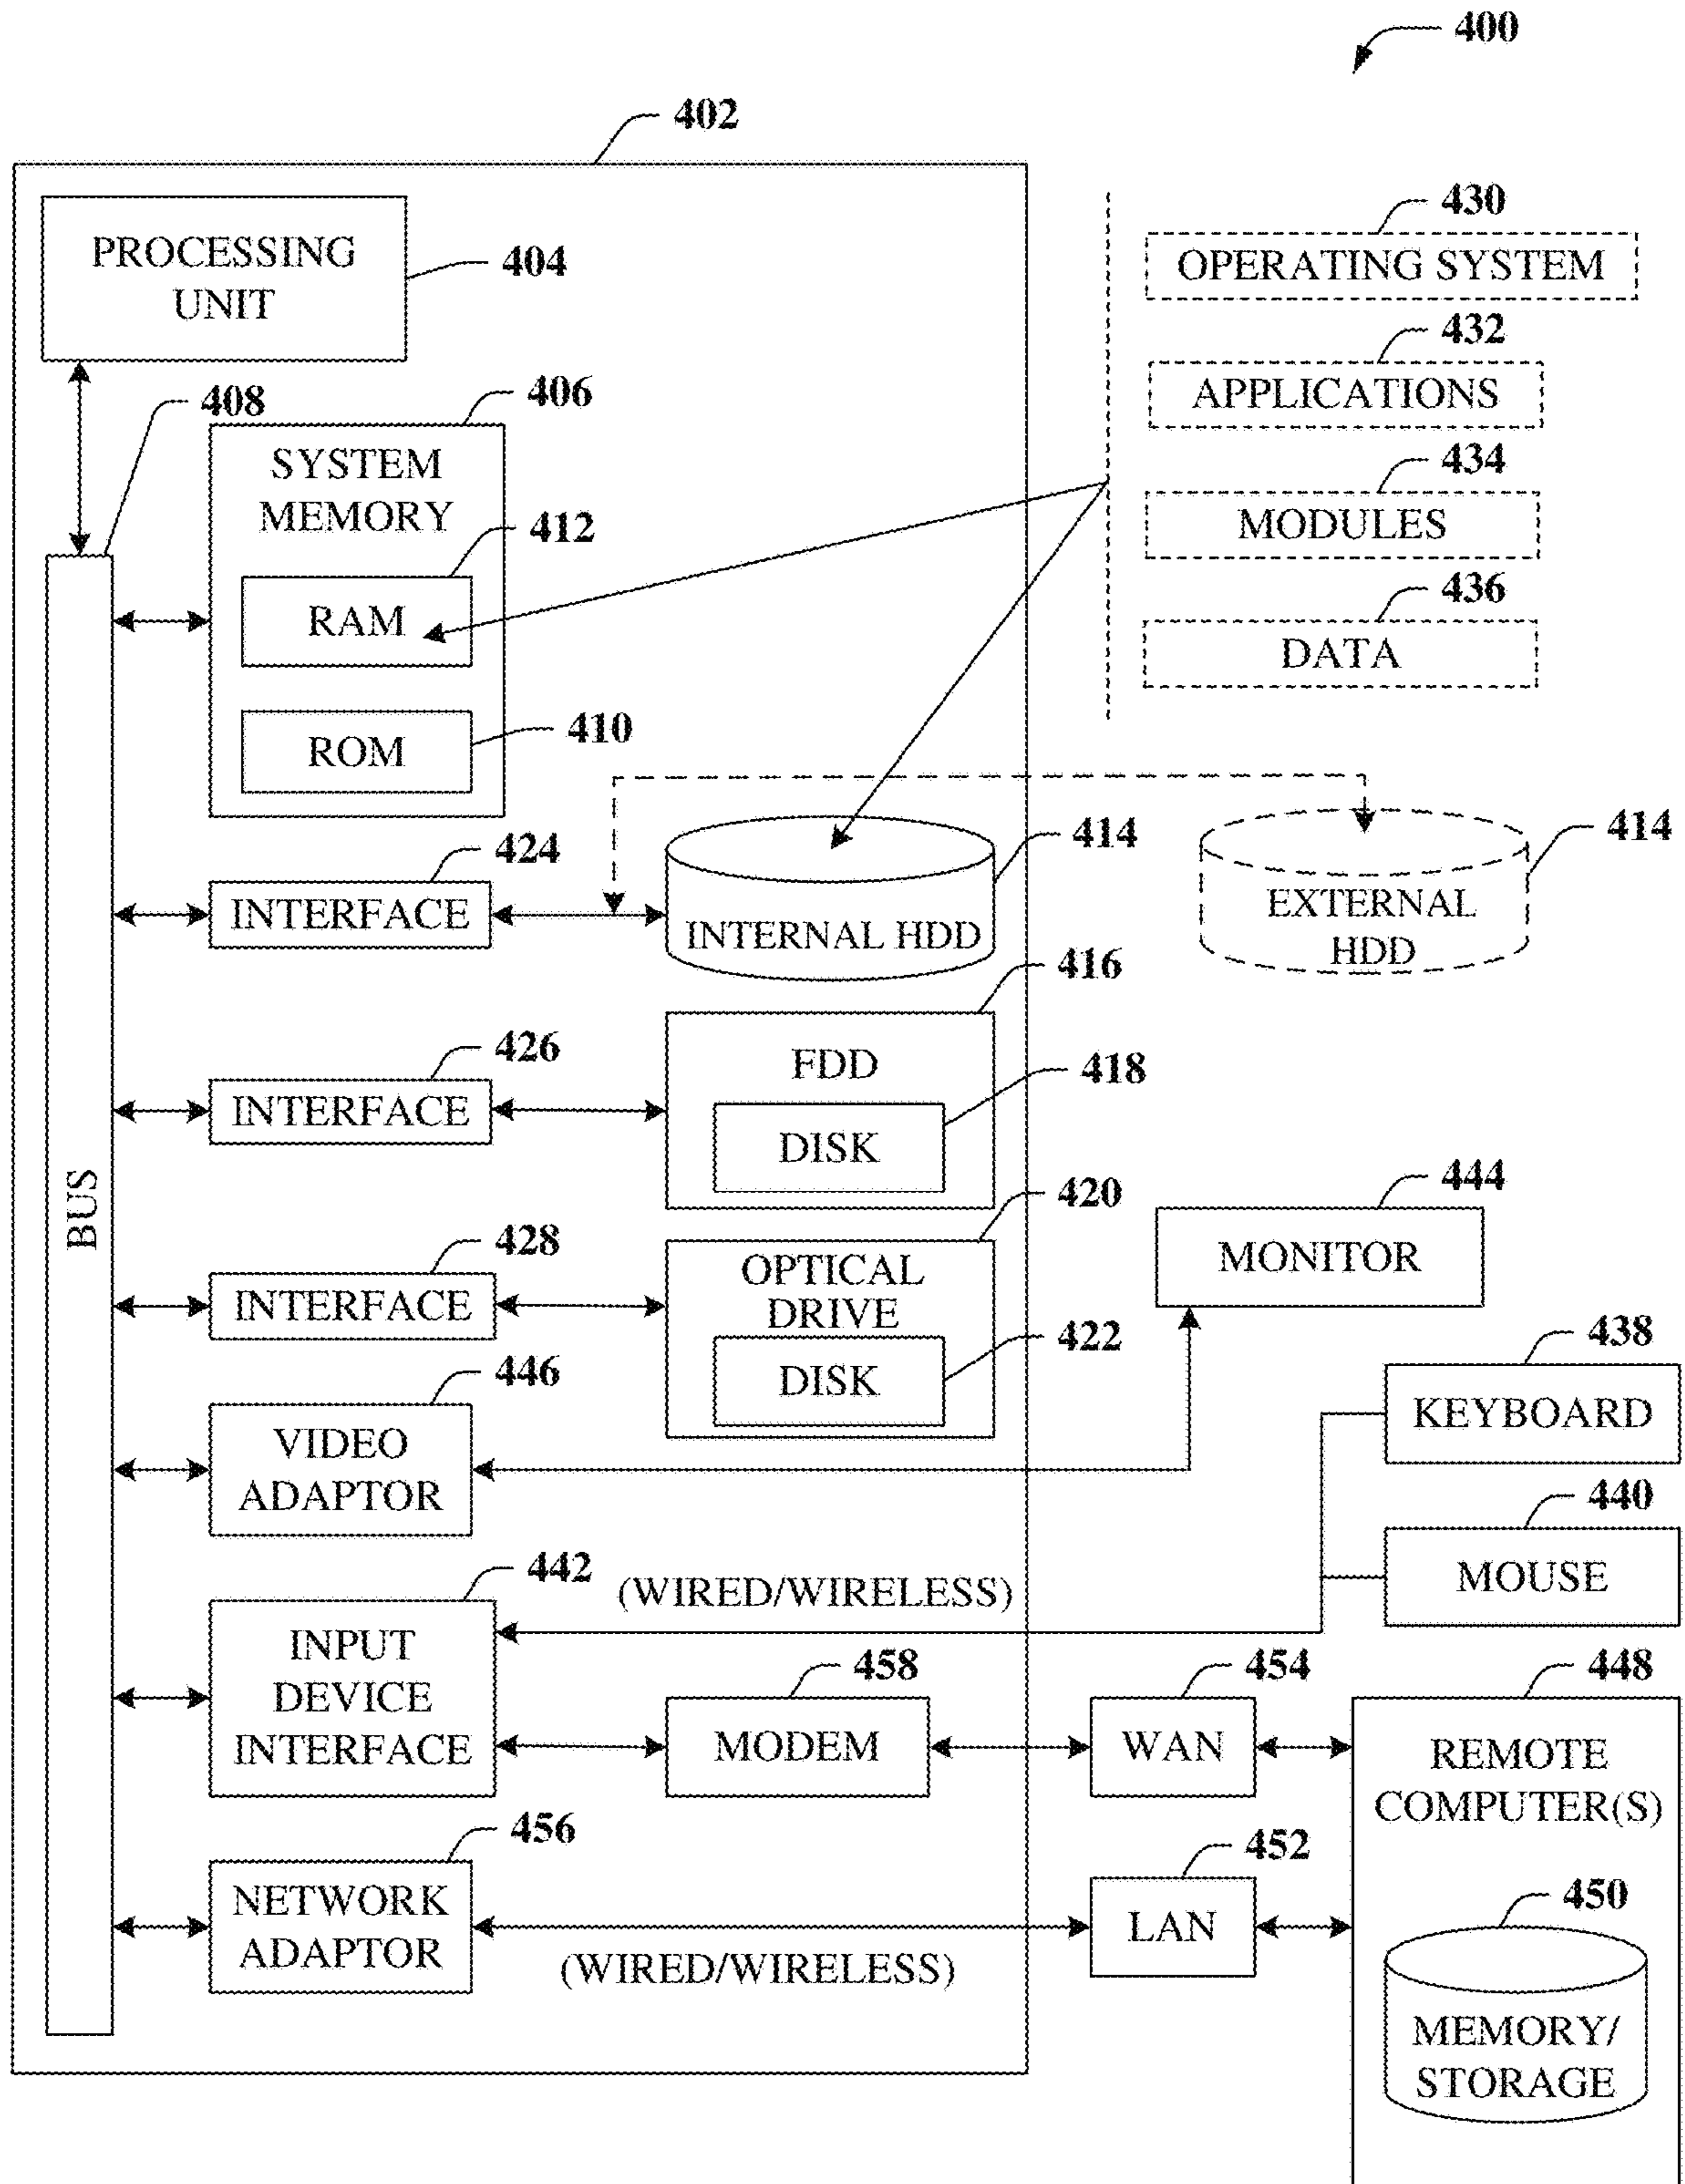 400
402
PROCESSING
UNIT
404
430
OPERATING SYSTEM
432
APPLICATIONS
434
MODULES
436
DATA
408
406
SYSTEM
MEMORY
412
RAM
410
ROM
BUS
424
INTERFACE
414
INTERNAL HDD
414
EXTERNAL
HDD
426
INTERFACE
416
FDD
418
DISK
428
INTERFACE
420
OPTICAL
DRIVE
422
DISK
444
MONITOR
446
VIDEO
ADAPTOR
438
KEYBOARD
440
MOUSE
442
(WIRED/WIRELESS)
INPUT
DEVICE
INTERFACE
458
MODEM
454
WAN
448
REMOTE
COMPUTER(S)
456
NETWORK
ADAPTOR
(WIRED/WIRELESS)
452
LAN
450
MEMORY/
STORAGE